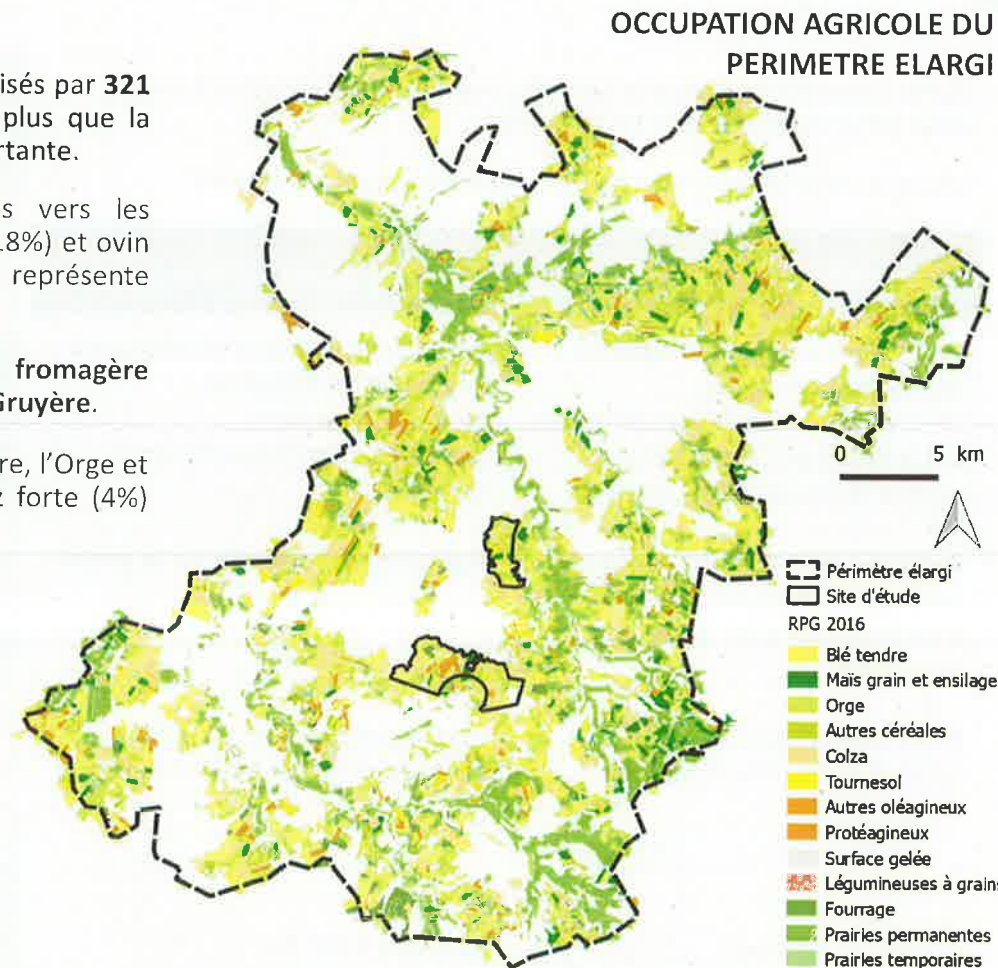 OCCUPATION AGRICOLE DU
PERIMETRE ELARGI
isés par 321
plus que la
rtante.
s vers les
18%) et ovin
représente
fromagère
Gruyère.
re, l'Orge et
z forte (4%)
0 5 km
Périmètre élargi
Site d'étude
RPG 2016
Blé tendre
Maïs grain et ensilage
Orge
Autres céréales
Colza
Tournesol
Autres oléagineux
Protéagineux
Surface gelée
Légumineuses à grains
Fourrage
Prairies permanentes
Prairies temporaires